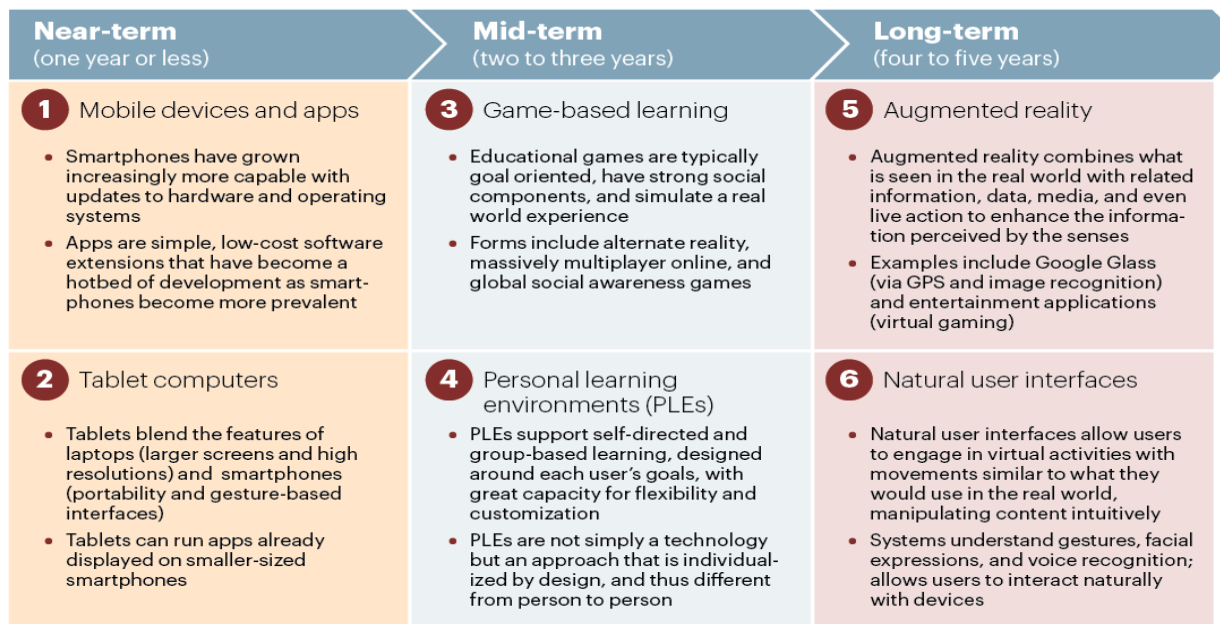 Near-term
(one year or less)
Mid-term
(two to three years)
Long-term
(four to five years)
1 Mobile devices and apps
• Smartphones have grown
increasingly more capable with
updates to hardware and operating
systems
• Apps are simple, low-cost software
extensions that have become a
hotbed of development as smart-
phones become more prevalent
3 Game-based learning
• Educational games are typically
goal oriented, have strong social
components, and simulate a real
world experience
• Forms include alternate reality,
massively multiplayer online, and
global social awareness games
5 Augmented reality
• Augmented reality combines what
is seen in the real world with related
information, data, media, and even
live action to enhance the informa-
tion perceived by the senses
• Examples include Google Glass
(via GPS and image recognition)
and entertainment applications
(virtual gaming)
2 Tablet computers
• Tablets blend the features of
laptops (larger screens and high
resolutions) and smartphones
(portability and gesture-based
interfaces)
• Tablets can run apps already
displayed on smaller-sized
smartphones
4 Personal learning
environments (PLEs)
• PLEs support self-directed and
group-based learning, designed
around each user's goals, with
great capacity for flexibility and
customization
• PLEs are not simply a technology
but an approach that is individual-
ized by design, and thus different
from person to person
6 Natural user interfaces
• Natural user interfaces allow users
to engage in virtual activities with
movements similar to what they
would use in the real world,
manipulating content intuitively
• Systems understand gestures, facial
expressions, and voice recognition;
allows users to interact naturally
with devices